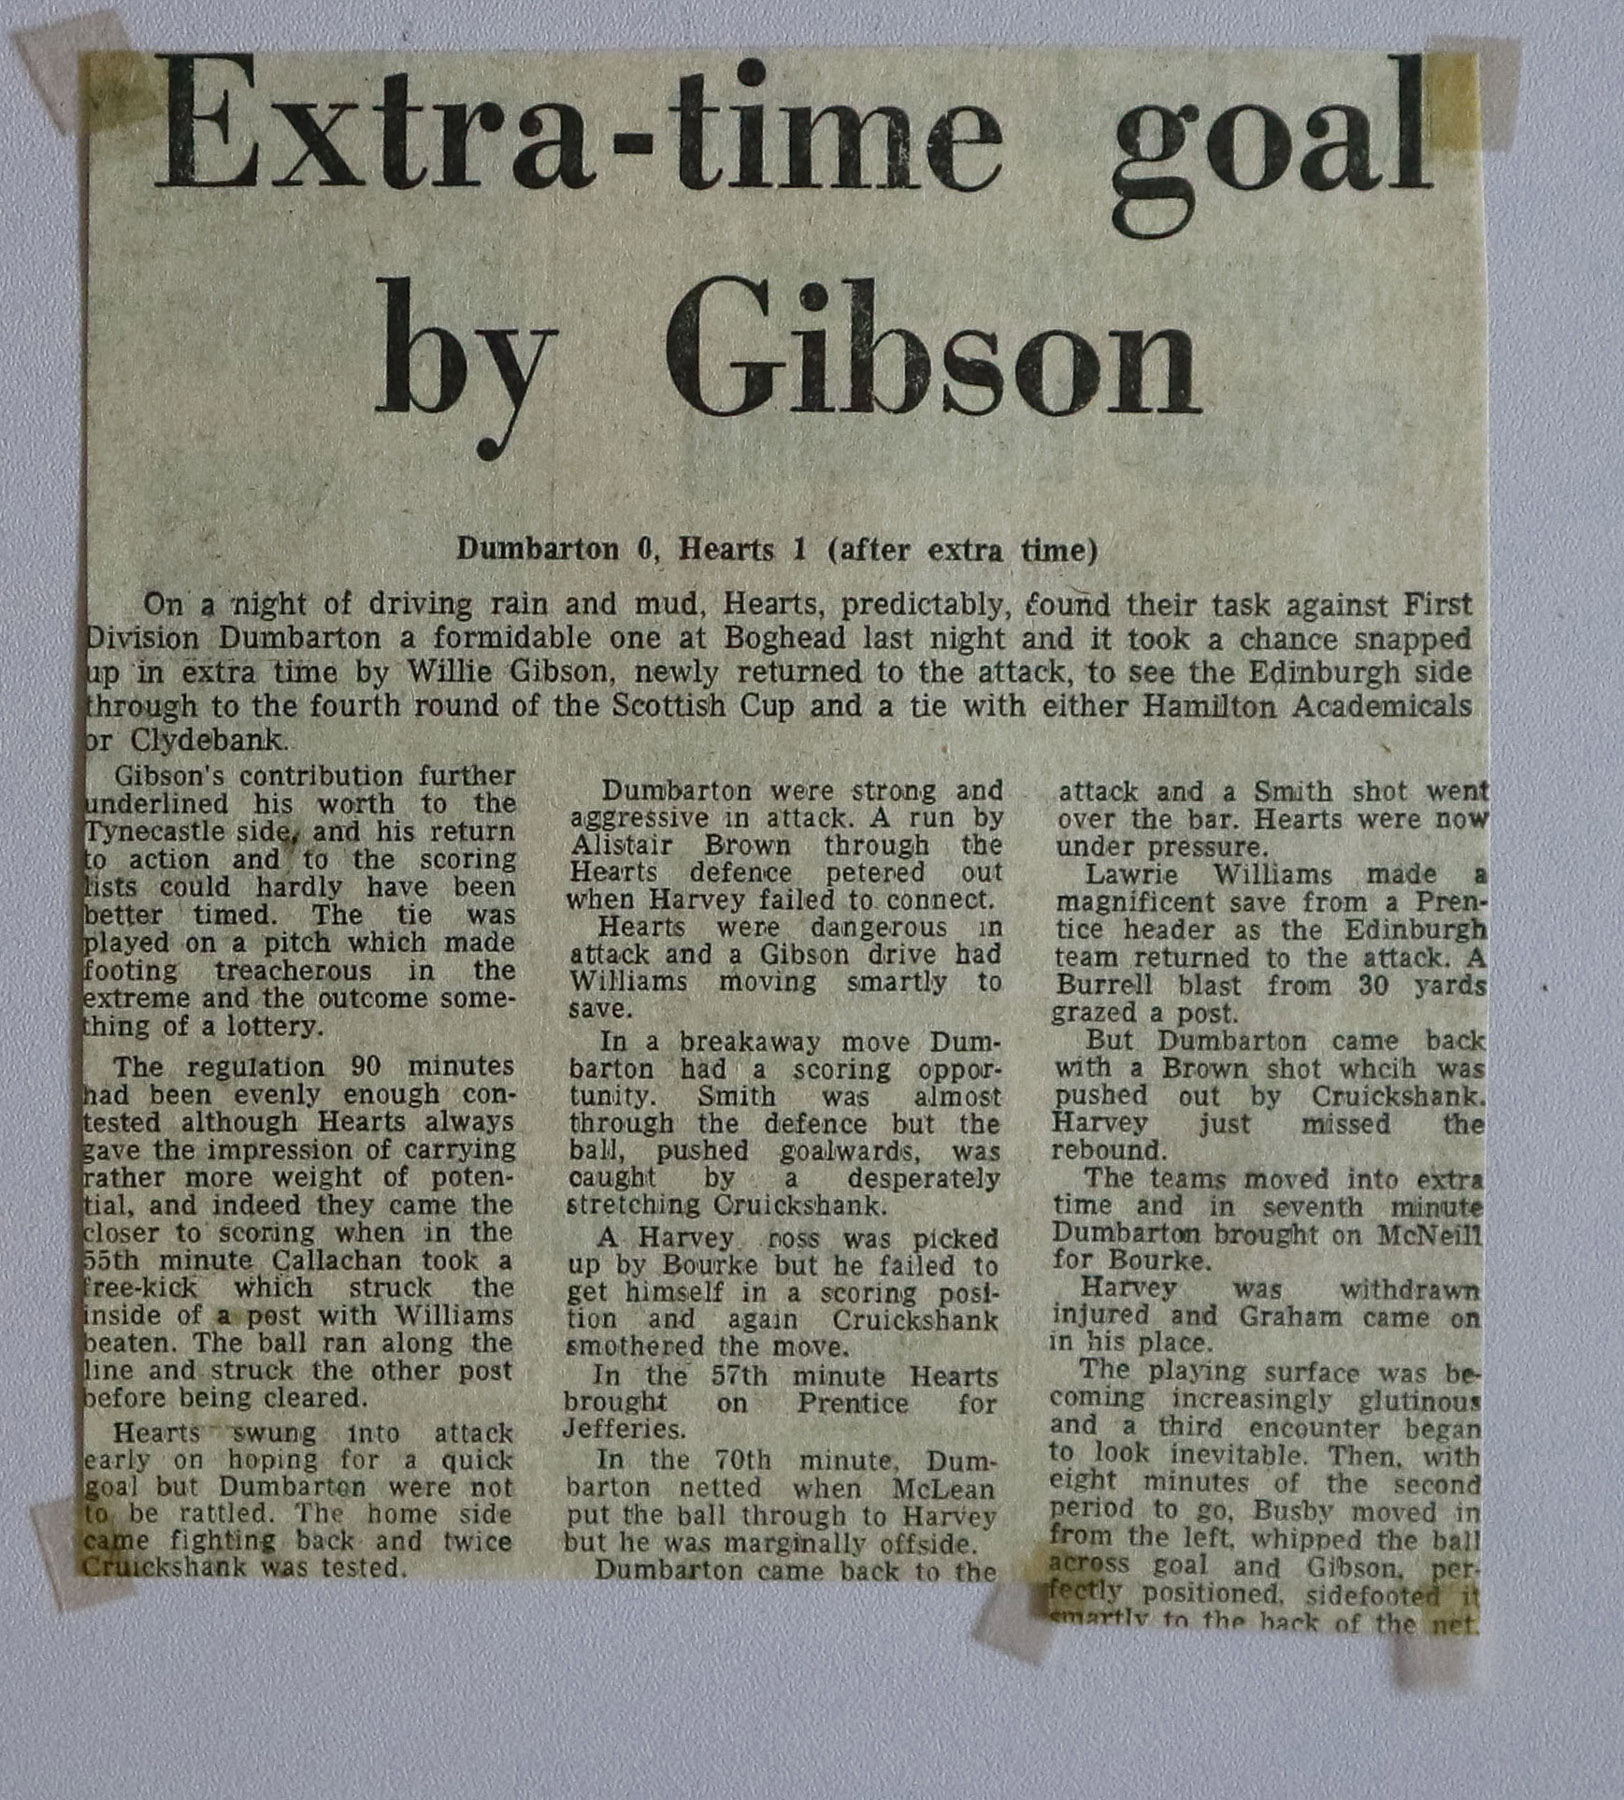 Extra-time goal
by Gibson
Dumbarton 0, Hearts 1 (after extra time)
On a night of driving rain and mud, Hearts, predictably, found their task against First
Division Dumbarton a formidable one at Boghead last night and it took a chance snapped
up in extra time by Willie Gibson, newly returned to the attack, to see the Edinburgh side
through to the fourth round of the Scottish Cup and a tie with either Hamilton Academicals
or Clydebank.
Gibson's contribution further
underlined his worth to the
Tynecastle side, and his return
to action and to the scoring
lists could hardly have been
better timed. The tie was
played on a pitch which made
footing treacherous in the
extreme and the outcome some-
thing of a lottery.
The regulation 90 minutes
had been evenly enough con-
tested although Hearts always
gave the impression of carrying
rather more weight of poten-
tial, and indeed they came the
closer to scoring when in the
55th minute Callachan took a
free-kick which struck the
inside of a post with Williams
beaten. The ball ran along the
line and struck the other post
before being cleared.
Hearts swung into attack
early on hoping for a quick
goal but Dumbarton were not
to be rattled. The home side
came fighting back and twice
Cruickshank was tested.
Dumbarton were strong and
aggressive in attack. A run by
Alistair Brown through the
Hearts defence petered out
when Harvey failed to connect.
Hearts were dangerous in
attack and a Gibson drive had
Williams moving smartly to
save.
In a breakaway move Dum-
barton had a scoring oppor-
tunity. Smith was almost
through the defence but the
ball, pushed goalwards, was
caught by a desperately
stretching Cruickshank.
A Harvey ross was picked
up by Bourke but he failed to
get himself in a scoring posi-
tion and again Cruickshank
smothered the move.
In the 57th minute Hearts
brought on Prentice for
Jefferies.
In the 70th minute, Dum-
barton netted when McLean
put the ball through to Harvey
but he was marginally offside.
Dumbarton came back to the
attack and a Smith shot went
over the bar. Hearts were now
under pressure.
Lawrie Williams made a
magnificent save from a Pren-
tice header as the Edinburgh
team returned to the attack. A
Burrell blast from 30 yards
grazed a post.
But Dumbarton came back
with a Brown shot whcih was
pushed out by Cruickshank.
Harvey just missed the
rebound.
The teams moved into extra
time and in seventh minute
Dumbarton brought on McNeill
for Bourke.
Harvey was withdrawn
injured and Graham came on
in his place.
The playing surface was be-
coming increasingly glutinous
and a third encounter began
to look inevitable. Then, with
eight minutes of the second
period to go, Busby moved in
from the left, whipped the ball
across goal and Gibson, per-
fectly positioned, sidefooted it
smartly to the back of the net.